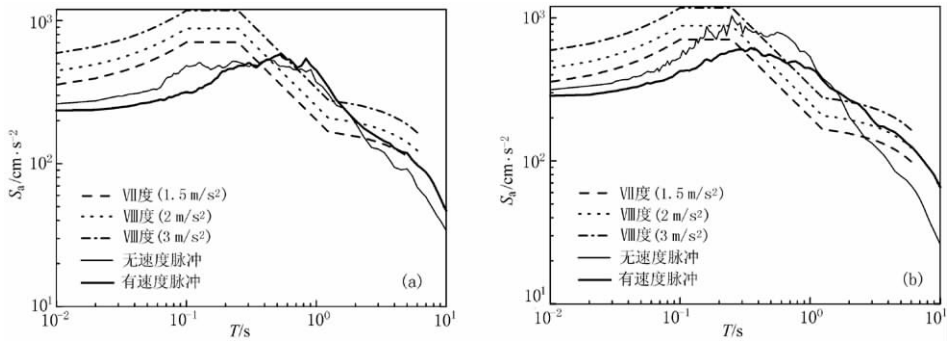 10³
10²
10¹
Sₐ/cm·s⁻²
Ⅶ度(1.5 m/s²)
Ⅷ度(2 m/s²)
Ⅷ度(3 m/s²)
无速度脉冲
有速度脉冲
(a)
10⁻² 10⁻¹ 10⁰ 10¹
T/s
10³
10²
10¹
Sₐ/cm·s⁻²
Ⅶ度(1.5 m/s²)
Ⅷ度(2 m/s²)
Ⅷ度(3 m/s²)
无速度脉冲
有速度脉冲
(b)
10⁻² 10⁻¹ 10⁰ 10¹
T/s